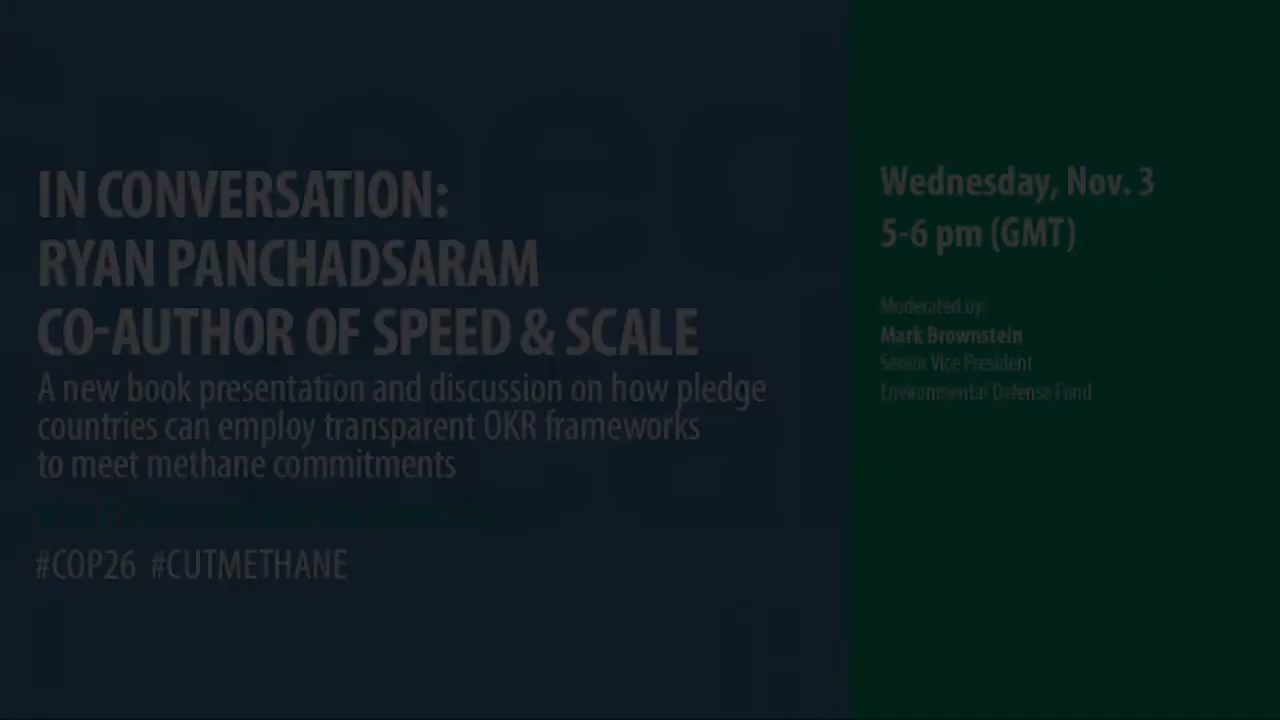 IN CONVERSATION:
RYAN PANCHADSARAM
CO-AUTHOR OF SPEED & SCALE
A new book presentation and discussion on how pledge
countries can employ transparent OKR frameworks
to meet methane commitments
#COP26 #CUTMETHANE
Wednesday, Nov. 3
5-6 pm (GMT)
Moderated by
Mark Brownstein
Senior Vice President
Environmental Defense Fund